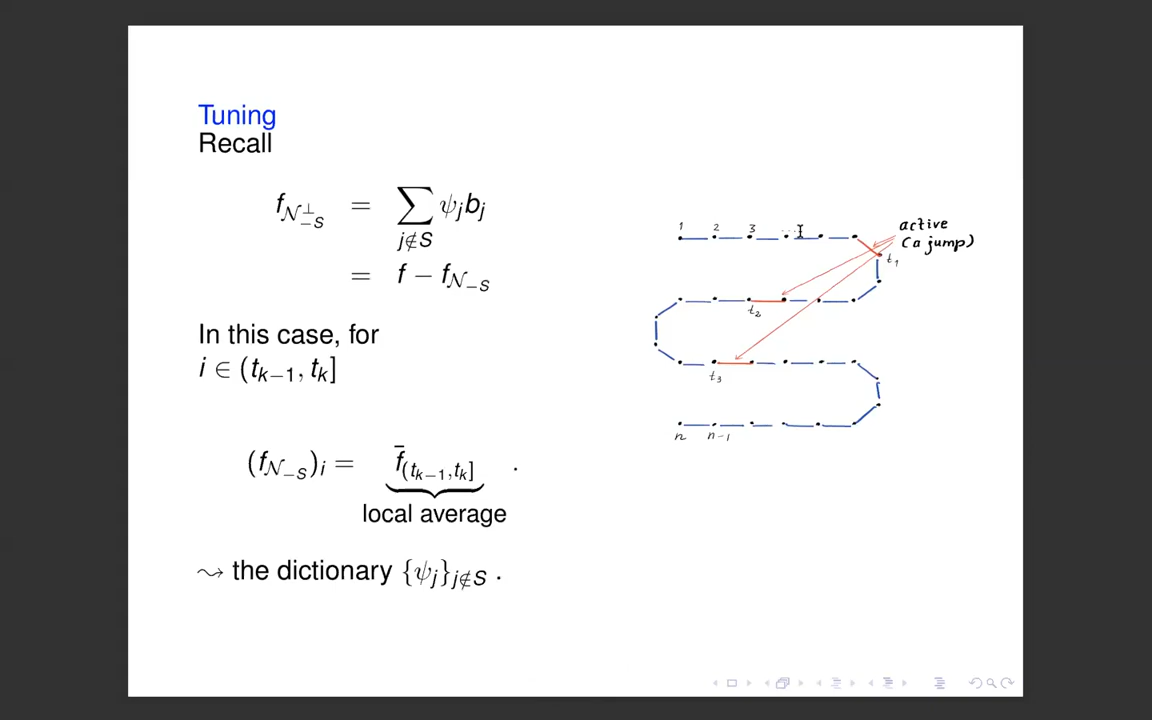 Tuning
Recall
f_{𝒩_{−S}^⊥} = ∑_{j∉S} ψ_j b_j
= f − f_{𝒩_{−S}}
In this case, for
i ∈ (t_{k−1}, t_k]
(f_{𝒩_{−S}})_i = f̄_{(t_{k−1},t_k]} .
local average
⇝ the dictionary {ψ_j}_{j∉S} .
1 2 3 ...
active
(a jump)
t_1
t_2
t_3
n n-1